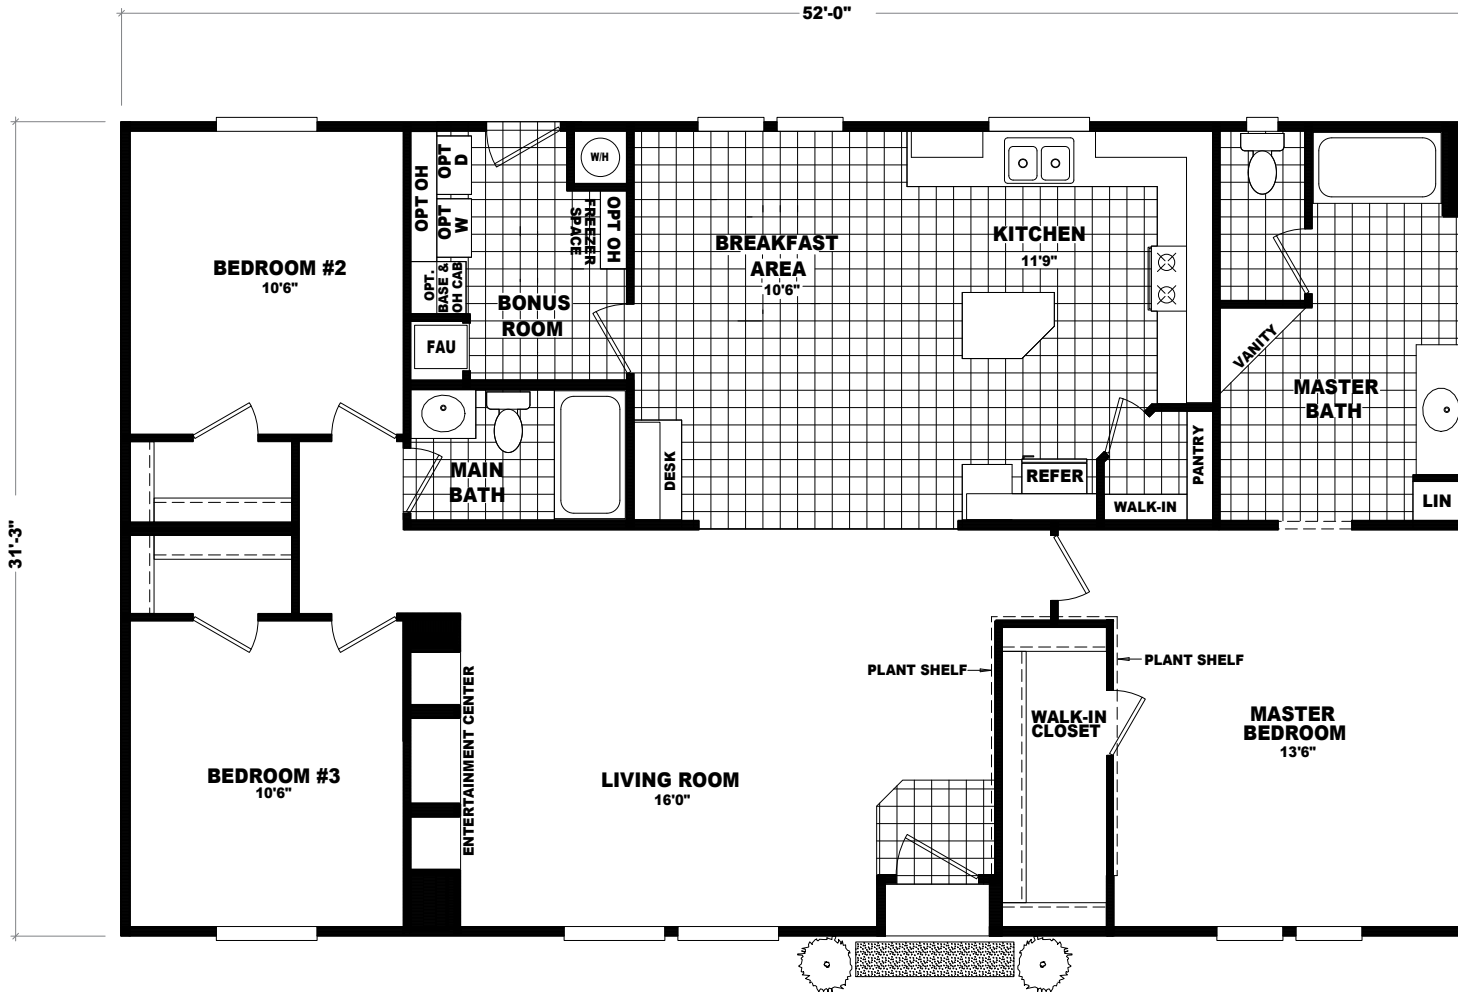 52'-0"
31'-3"
BEDROOM #2
10'6"
OPT OH
OPT
D
OPT
W
OPT.
BASE &
OH CAB
FAU
W/H
OPT OH
FREEZER
SPACE
BONUS
ROOM
BREAKFAST
AREA
10'6"
KITCHEN
11'9"
VANITY
MASTER
BATH
MAIN
BATH
DESK
REFER
PANTRY
WALK-IN
LIN
BEDROOM #3
10'6"
ENTERTAINMENT CENTER
LIVING ROOM
16'0"
PLANT SHELF
PLANT SHELF
WALK-IN
CLOSET
MASTER
BEDROOM
13'6"